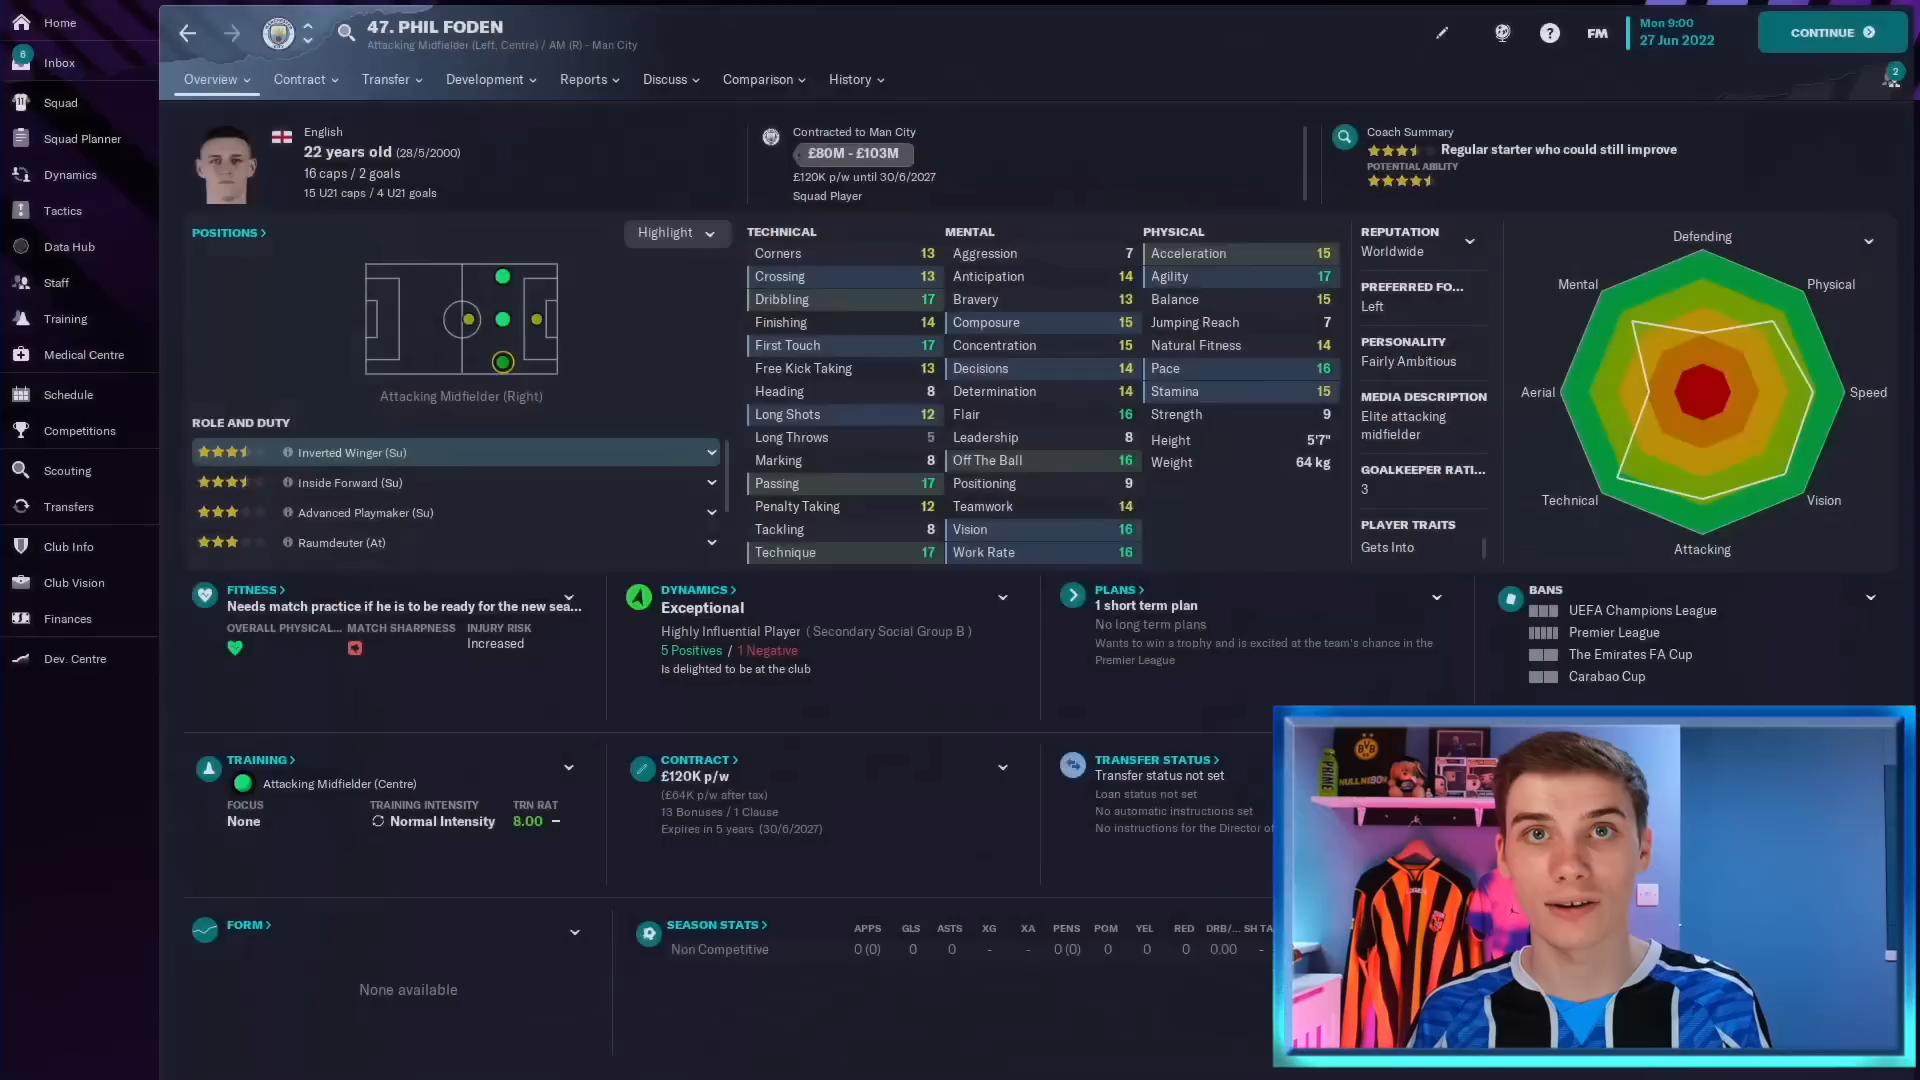 Home
6
Inbox
Squad
Squad Planner
Dynamics
Tactics
Data Hub
Staff
Training
Medical Centre
Schedule
Competitions
Scouting
Transfers
Club Info
Club Vision
Finances
Dev. Centre
47. PHIL FODEN
Attacking Midfielder (Left, Centre) / AM (R) - Man City
FM
Mon 9:00
27 Jun 2022
CONTINUE
2
Overview
Contract
Transfer
Development
Reports
Discuss
Comparison
History
English
22 years old (28/5/2000)
16 caps / 2 goals
15 U21 caps / 4 U21 goals
Contracted to Man City
£80M - £103M
£120K p/w until 30/6/2027
Squad Player
Coach Summary
Regular starter who could still improve
POTENTIAL ABILITY
POSITIONS >
Highlight
Attacking Midfielder (Right)
ROLE AND DUTY
Inverted Winger (Su)
Inside Forward (Su)
Advanced Playmaker (Su)
Raumdeuter (At)
TECHNICAL
Corners 13
Crossing 13
Dribbling 17
Finishing 14
First Touch 17
Free Kick Taking 13
Heading 8
Long Shots 12
Long Throws 5
Marking 8
Passing 17
Penalty Taking 12
Tackling 8
Technique 17
MENTAL
Aggression 7
Anticipation 14
Bravery 13
Composure 15
Concentration 15
Decisions 14
Determination 14
Flair 16
Leadership 8
Off The Ball 16
Positioning 9
Teamwork 14
Vision 16
Work Rate 16
PHYSICAL
Acceleration 15
Agility 17
Balance 15
Jumping Reach 7
Natural Fitness 14
Pace 16
Stamina 15
Strength 9
Height 5'7"
Weight 64 kg
REPUTATION
Worldwide
PREFERRED FO...
Left
PERSONALITY
Fairly Ambitious
MEDIA DESCRIPTION
Elite attacking
midfielder
GOALKEEPER RATI...
3
PLAYER TRAITS
Gets Into
Defending
Mental
Physical
Aerial
Speed
Technical
Vision
Attacking
FITNESS >
Needs match practice if he is to be ready for the new sea...
OVERALL PHYSICAL... MATCH SHARPNESS INJURY RISK
Increased
DYNAMICS >
Exceptional
Highly Influential Player ( Secondary Social Group B )
5 Positives / 1 Negative
Is delighted to be at the club
PLANS >
1 short term plan
No long term plans
Wants to win a trophy and is excited at the team's chance in the
Premier League
BANS
UEFA Champions League
Premier League
The Emirates FA Cup
Carabao Cup
TRAINING >
Attacking Midfielder (Centre)
FOCUS TRAINING INTENSITY TRN RAT
None Normal Intensity 8.00 –
CONTRACT >
£120K p/w
(£64K p/w after tax)
13 Bonuses / 1 Clause
Expires in 5 years (30/6/2027)
TRANSFER STATUS >
Transfer status not set
Loan status not set
No automatic instructions set
No instructions for the Director of
FORM >
None available
SEASON STATS >
APPS GLS ASTS XG XA PENS POM YEL RED DRB/... SH TA
Non Competitive 0 (0) 0 0 - - 0 (0) 0 0 0 0.00 -
BVB
09
PRIME